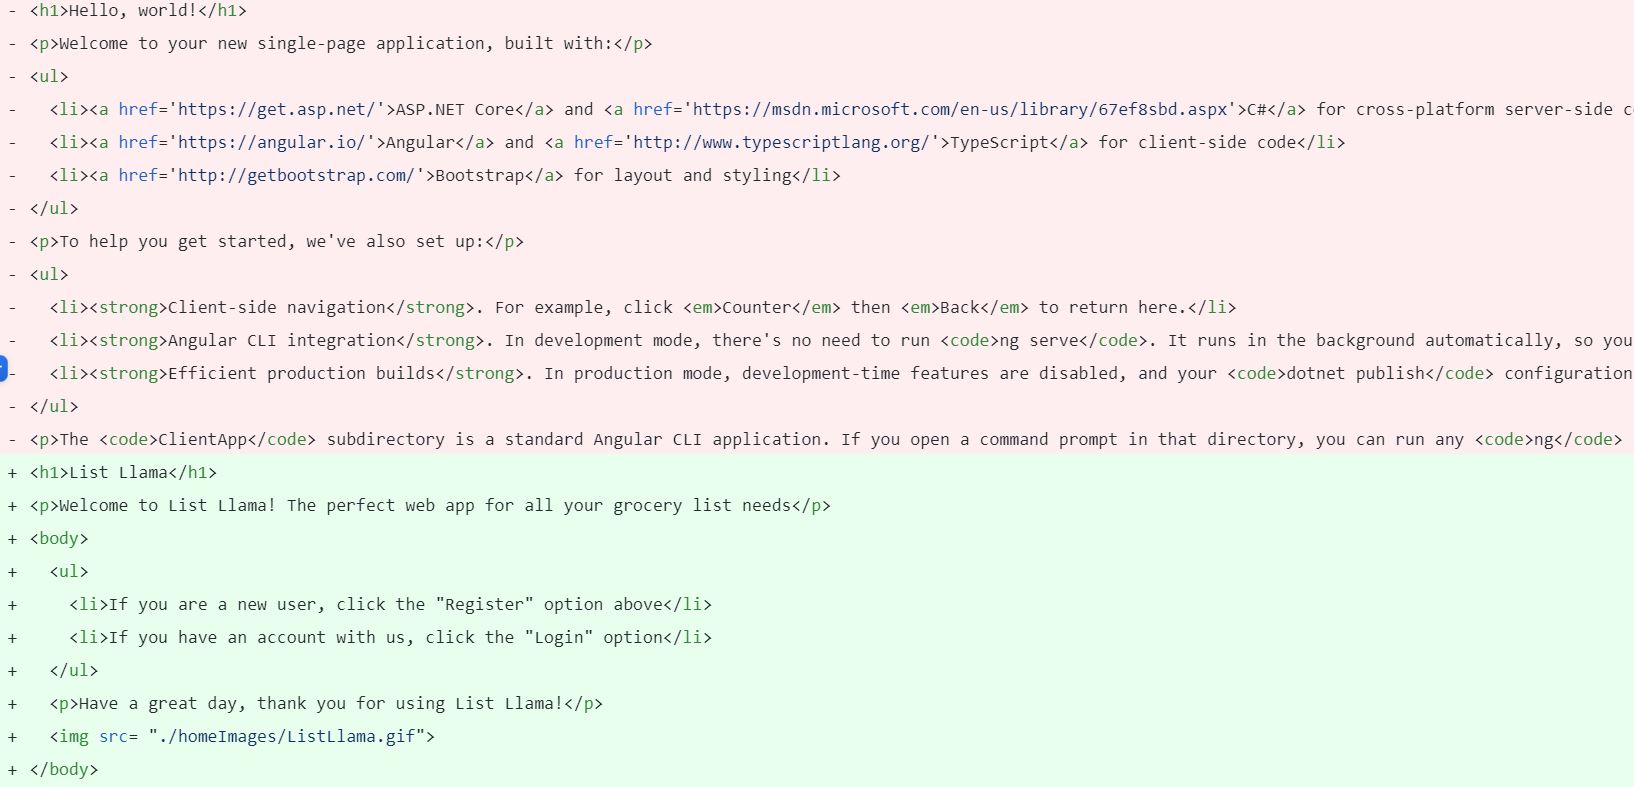 - <h1>Hello, world!</h1>
- <p>Welcome to your new single-page application, built with:</p>
- <ul>
-   <li><a href='https://get.asp.net/'>ASP.NET Core</a> and <a href='https://msdn.microsoft.com/en-us/library/67ef8sbd.aspx'>C#</a> for cross-platform server-side c
-   <li><a href='https://angular.io/'>Angular</a> and <a href='http://www.typescriptlang.org/'>TypeScript</a> for client-side code</li>
-   <li><a href='http://getbootstrap.com/'>Bootstrap</a> for layout and styling</li>
- </ul>
- <p>To help you get started, we've also set up:</p>
- <ul>
-   <li><strong>Client-side navigation</strong>. For example, click <em>Counter</em> then <em>Back</em> to return here.</li>
-   <li><strong>Angular CLI integration</strong>. In development mode, there's no need to run <code>ng serve</code>. It runs in the background automatically, so you
-   <li><strong>Efficient production builds</strong>. In production mode, development-time features are disabled, and your <code>dotnet publish</code> configuration
- </ul>
- <p>The <code>ClientApp</code> subdirectory is a standard Angular CLI application. If you open a command prompt in that directory, you can run any <code>ng</code>
+ <h1>List Llama</h1>
+ <p>Welcome to List Llama! The perfect web app for all your grocery list needs</p>
+ <body>
+   <ul>
+     <li>If you are a new user, click the "Register" option above</li>
+     <li>If you have an account with us, click the "Login" option</li>
+   </ul>
+   <p>Have a great day, thank you for using List Llama!</p>
+   <img src= "./homeImages/ListLlama.gif">
+ </body>